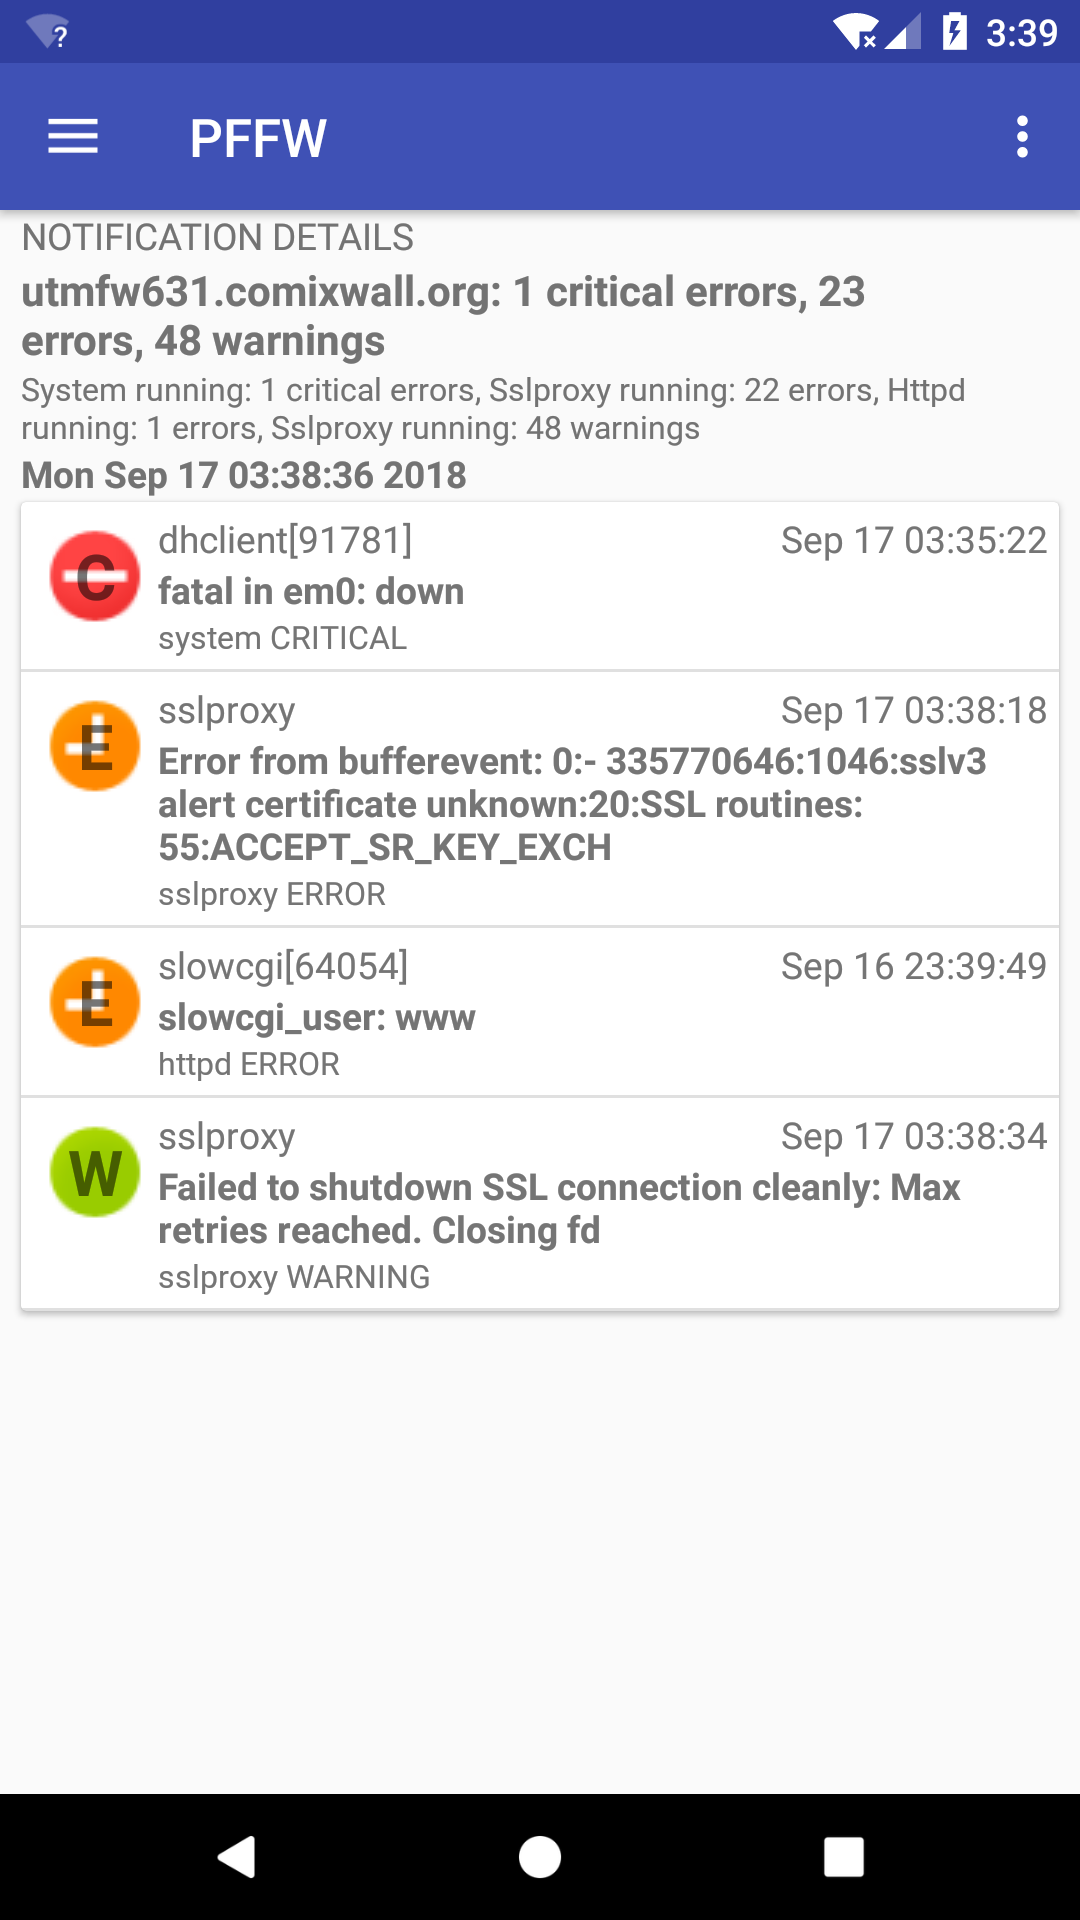 3:39
PFFW
NOTIFICATION DETAILS
utmfw631.comixwall.org: 1 critical errors, 23
errors, 48 warnings
System running: 1 critical errors, Sslproxy running: 22 errors, Httpd
running: 1 errors, Sslproxy running: 48 warnings
Mon Sep 17 03:38:36 2018
C
dhclient[91781] Sep 17 03:35:22
fatal in em0: down
system CRITICAL
E
sslproxy Sep 17 03:38:18
Error from bufferevent: 0:- 335770646:1046:sslv3
alert certificate unknown:20:SSL routines:
55:ACCEPT_SR_KEY_EXCH
sslproxy ERROR
E
slowcgi[64054] Sep 16 23:39:49
slowcgi_user: www
httpd ERROR
W
sslproxy Sep 17 03:38:34
Failed to shutdown SSL connection cleanly: Max
retries reached. Closing fd
sslproxy WARNING